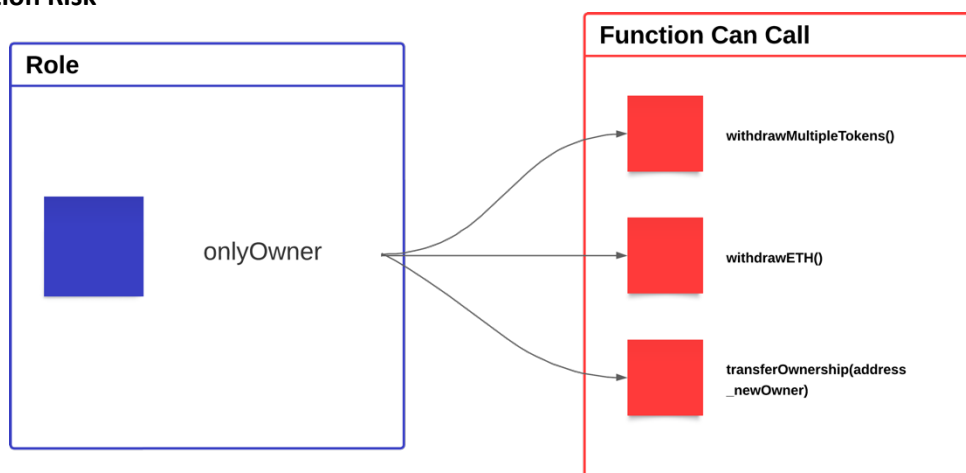 Role
Function Can Call
onlyOwner
withdrawMultipleTokens()
withdrawETH()
transferOwnership(address
_newOwner)